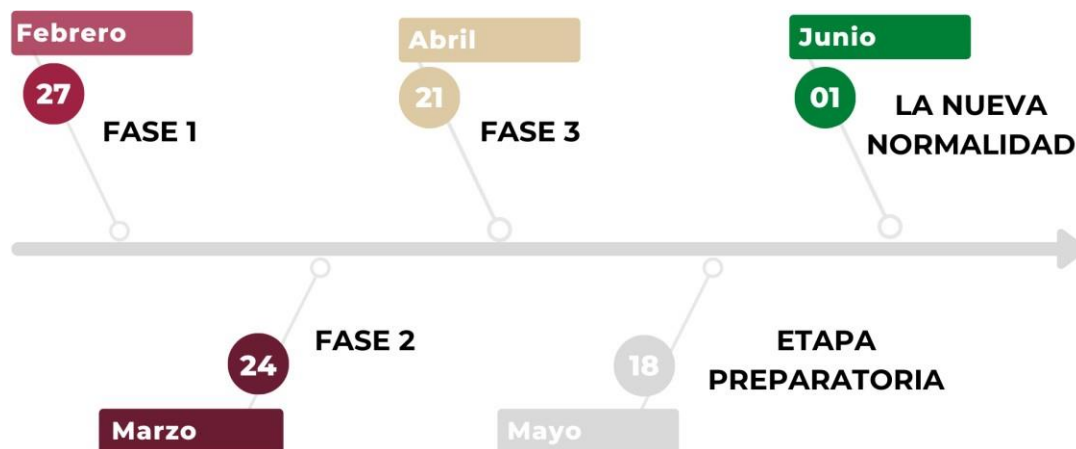 Febrero
27
FASE 1
Abril
21
FASE 3
Junio
01
LA NUEVA
NORMALIDAD
24
FASE 2
Marzo
18
ETAPA
PREPARATORIA
Mayo